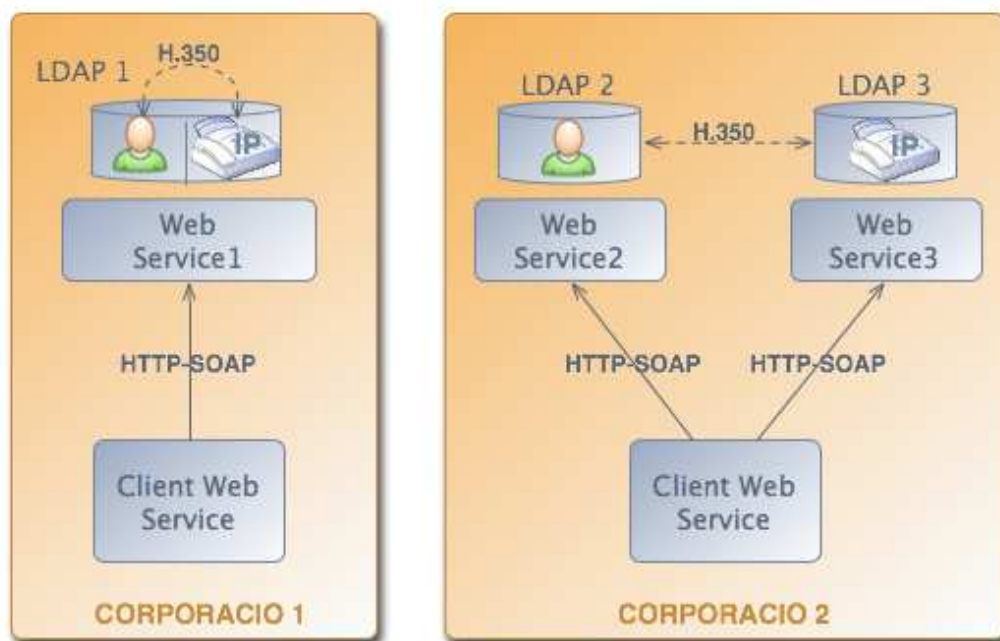 H.350
LDAP 1
IP
Web
Service1
HTTP-SOAP
Client Web
Service
CORPORACIO 1
LDAP 2
LDAP 3
H.350
IP
Web
Service2
Web
Service3
HTTP-SOAP
HTTP-SOAP
Client Web
Service
CORPORACIO 2